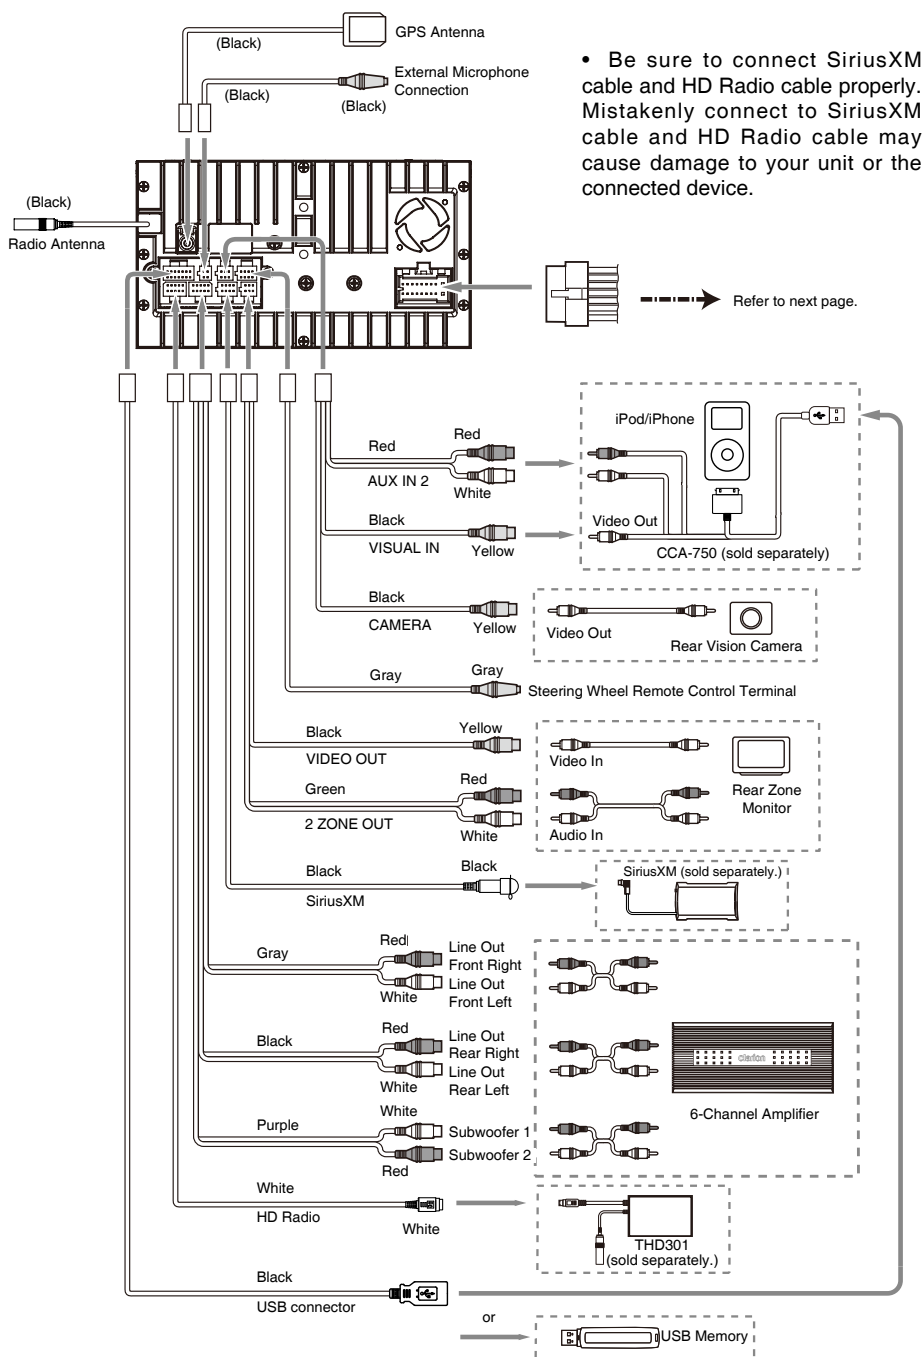 (Black)
GPS Antenna
(Black)
External Microphone
Connection
(Black)
• Be sure to connect SiriusXM
cable and HD Radio cable properly.
Mistakenly connect to SiriusXM
cable and HD Radio cable may
cause damage to your unit or the
connected device.
(Black)
Radio Antenna
Refer to next page.
Red
Red
AUX IN 2
White
iPod/iPhone
Black
VISUAL IN
Yellow
Video Out
CCA-750 (sold separately)
Black
CAMERA
Yellow
Video Out
Rear Vision Camera
Gray
Gray
Steering Wheel Remote Control Terminal
Black
VIDEO OUT
Yellow
Video In
Rear Zone
Monitor
Green
2 ZONE OUT
Red
White
Audio In
Black
SiriusXM
Black
SiriusXM (sold separately.)
Gray
Red
White
Line Out
Front Right
Line Out
Front Left
Black
Red
White
Line Out
Rear Right
Line Out
Rear Left
clarion
6-Channel Amplifier
Purple
White
Red
Subwoofer 1
Subwoofer 2
White
HD Radio
White
THD301
(sold separately.)
Black
USB connector
or
USB Memory